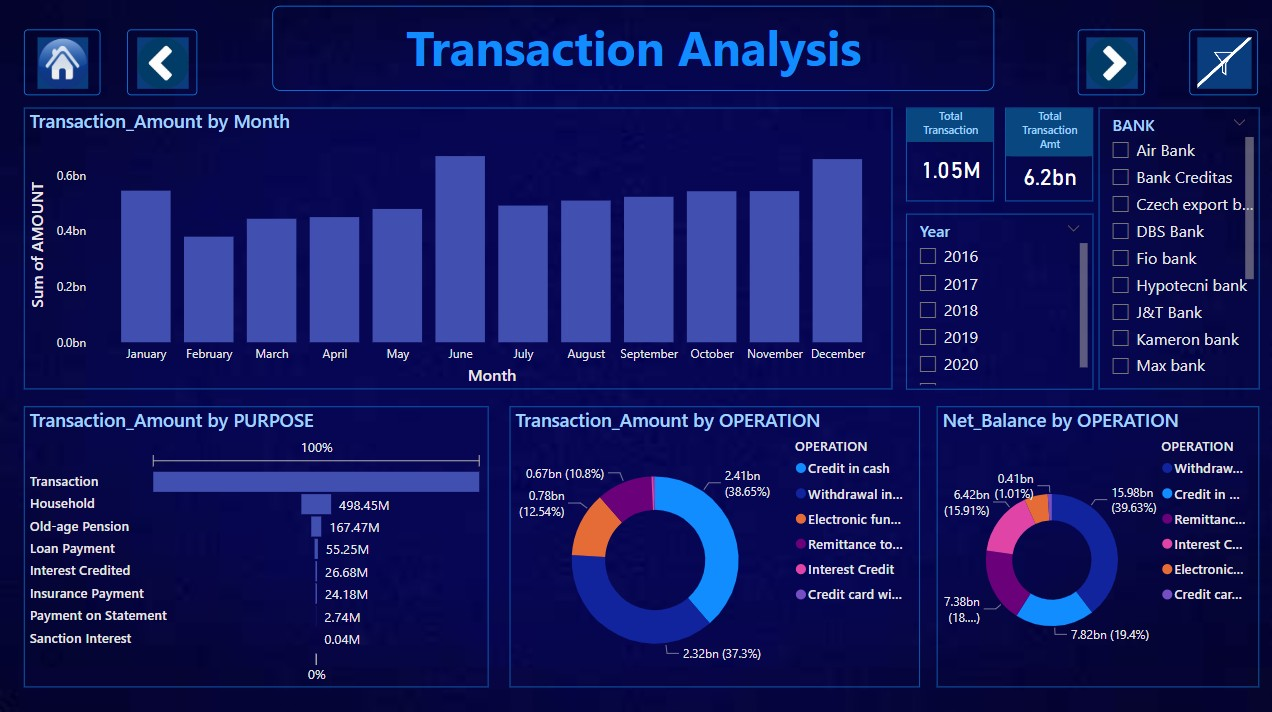 Transaction Analysis
Transaction_Amount by Month
Sum of AMOUNT
0.6bn
0.4bn
0.2bn
0.0bn
January February March April May June July August September October November December
Month
Total
Transaction
1.05M
Total
Transaction
Amt
6.2bn
Year
2016
2017
2018
2019
2020
BANK
Air Bank
Bank Creditas
Czech export b...
DBS Bank
Fio bank
Hypotecni bank
J&T Bank
Kameron bank
Max bank
Transaction_Amount by PURPOSE
100%
Transaction
Household 498.45M
Old-age Pension 167.47M
Loan Payment 55.25M
Interest Credited 26.68M
Insurance Payment 24.18M
Payment on Statement 2.74M
Sanction Interest 0.04M
0%
Transaction_Amount by OPERATION
0.67bn (10.8%)
0.78bn
(12.54%)
2.41bn
(38.65%)
2.32bn (37.3%)
OPERATION
Credit in cash
Withdrawal in...
Electronic fun...
Remittance to...
Interest Credit
Credit card wi...
Net_Balance by OPERATION
0.41bn
(1.01%)
6.42bn
(15.91%)
15.98bn
(39.63%)
7.38bn
(18....)
7.82bn (19.4%)
OPERATION
Withdraw...
Credit in ...
Remittanc...
Interest C...
Electronic...
Credit car...